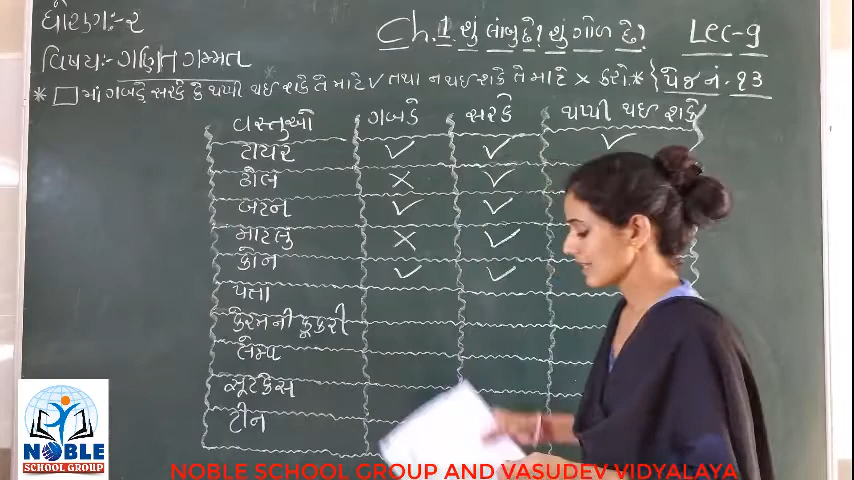 ધોરણ:- ૨
Ch.1 શું લાંબુ છે? શું ગોળ છે? Lec-9
વિષય:- ગણિત ગમ્મત
* □ માં ગબડે સરકે કે થપ્પી થઈ શકે તે માટે ✓ તથા ન થઈ શકે તે માટે × કરો * } પેજ નં. ૧૩
વસ્તુઓ ગબડે સરકે થપ્પી થઈ શકે
ટાયર ✓ ✓ ✓
ઢોલ × ✓
બટન ✓ ✓
માટલુ × ✓
કોન ✓ ✓
પત્તા
કેરમની કૂકરી
લેમ્પ
સૂટકેસ
ટીન
NOBLE
SCHOOL GROUP
NOBLE SCHOOL GROUP AND VASUDEV VIDYALAYA